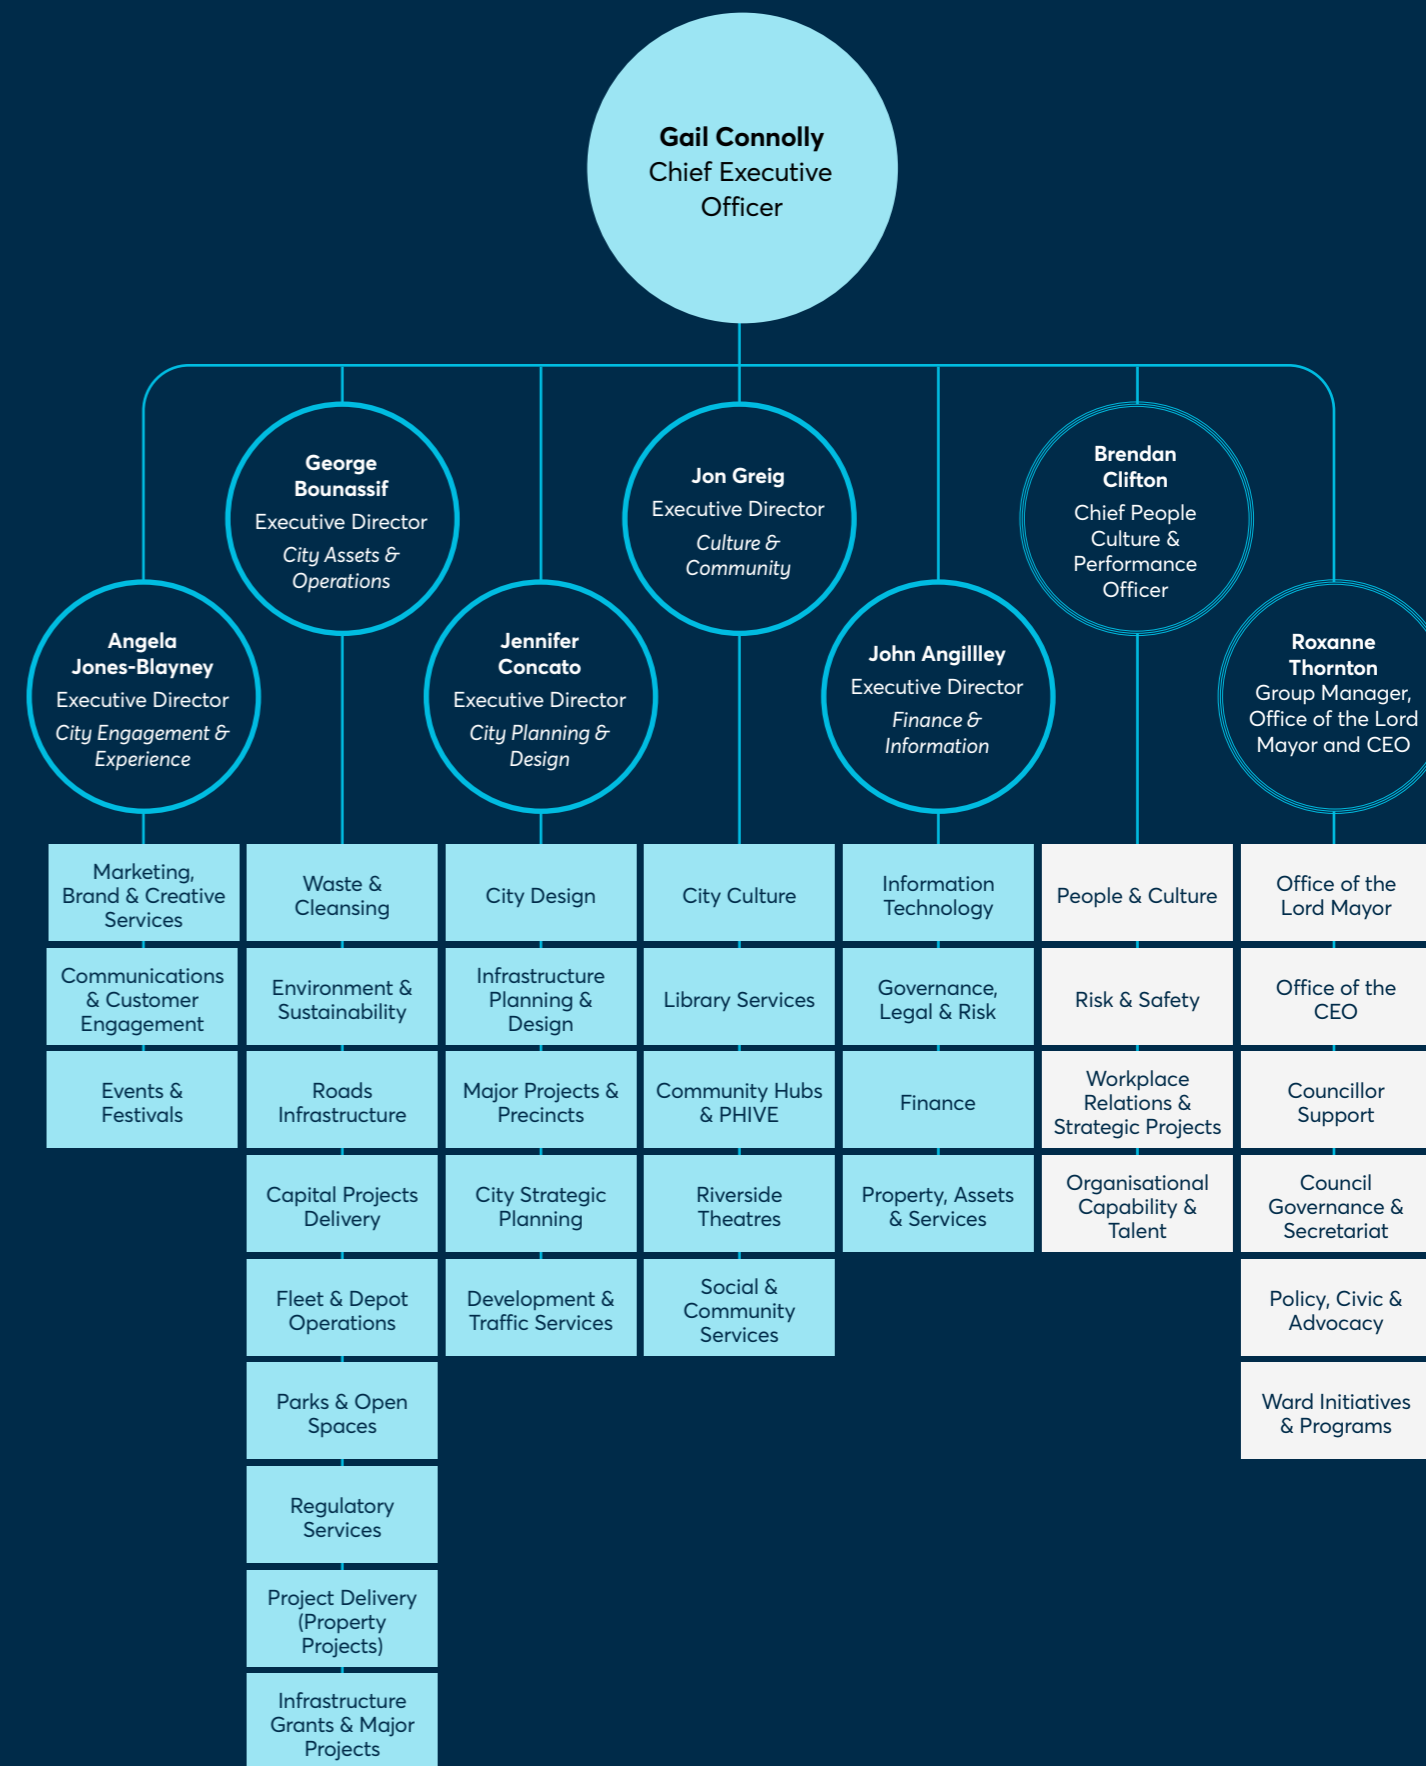 Gail Connolly
Chief Executive
Officer
Angela
Jones-Blayney
Executive Director
City Engagement &
Experience
George
Bounassif
Executive Director
City Assets &
Operations
Jennifer
Concato
Executive Director
City Planning &
Design
Jon Greig
Executive Director
Culture &
Community
John Angillley
Executive Director
Finance &
Information
Brendan
Clifton
Chief People
Culture &
Performance
Officer
Roxanne
Thornton
Group Manager,
Office of the Lord
Mayor and CEO
Marketing,
Brand & Creative
Services
Communications
& Customer
Engagement
Events &
Festivals
Waste &
Cleansing
Environment &
Sustainability
Roads
Infrastructure
Capital Projects
Delivery
Fleet & Depot
Operations
Parks & Open
Spaces
Regulatory
Services
Project Delivery
(Property
Projects)
Infrastructure
Grants & Major
Projects
City Design
Infrastructure
Planning &
Design
Major Projects &
Precincts
City Strategic
Planning
Development &
Traffic Services
City Culture
Library Services
Community Hubs
& PHIVE
Riverside
Theatres
Social &
Community
Services
Information
Technology
Governance,
Legal & Risk
Finance
Property, Assets
& Services
People & Culture
Risk & Safety
Workplace
Relations &
Strategic Projects
Organisational
Capability &
Talent
Office of the
Lord Mayor
Office of the
CEO
Councillor
Support
Council
Governance &
Secretariat
Policy, Civic &
Advocacy
Ward Initiatives
& Programs